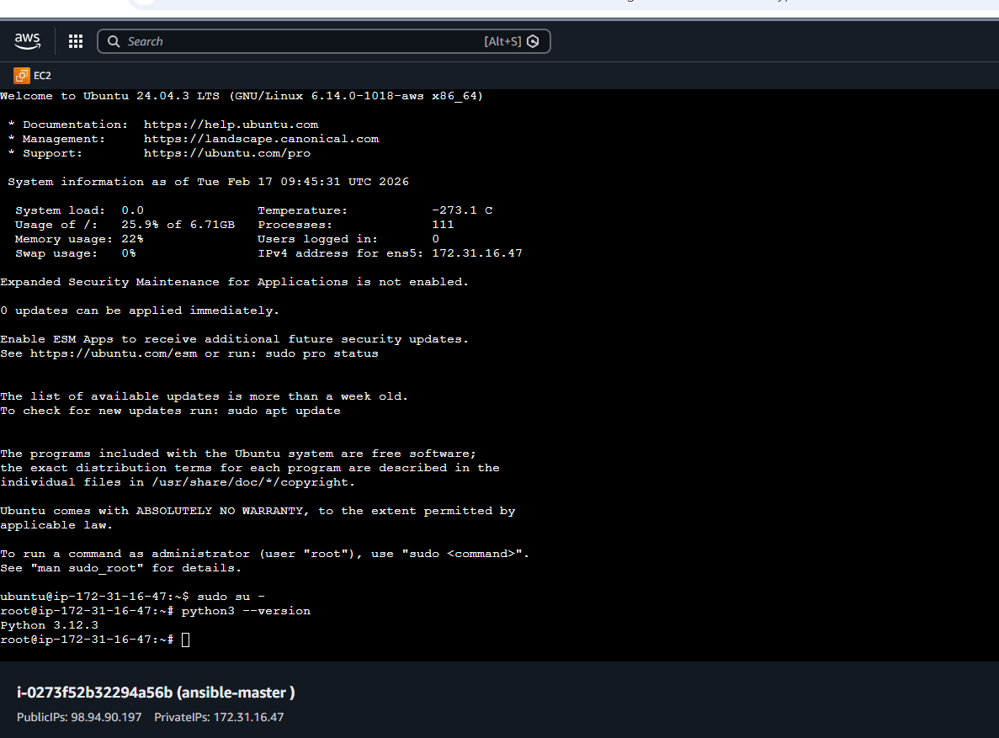 aws
Search [Alt+S]
EC2
Welcome to Ubuntu 24.04.3 LTS (GNU/Linux 6.14.0-1018-aws x86_64)
* Documentation: https://help.ubuntu.com
* Management: https://landscape.canonical.com
* Support: https://ubuntu.com/pro
System information as of Tue Feb 17 09:45:31 UTC 2026
System load: 0.0 Temperature: -273.1 C
Usage of /: 25.9% of 6.71GB Processes: 111
Memory usage: 22% Users logged in: 0
Swap usage: 0% IPv4 address for ens5: 172.31.16.47
Expanded Security Maintenance for Applications is not enabled.
0 updates can be applied immediately.
Enable ESM Apps to receive additional future security updates.
See https://ubuntu.com/esm or run: sudo pro status
The list of available updates is more than a week old.
To check for new updates run: sudo apt update
The programs included with the Ubuntu system are free software;
the exact distribution terms for each program are described in the
individual files in /usr/share/doc/*/copyright.
Ubuntu comes with ABSOLUTELY NO WARRANTY, to the extent permitted by
applicable law.
To run a command as administrator (user "root"), use "sudo <command>".
See "man sudo_root" for details.
ubuntu@ip-172-31-16-47:~$ sudo su -
root@ip-172-31-16-47:~# python3 --version
Python 3.12.3
root@ip-172-31-16-47:~#
i-0273f52b32294a56b (ansible-master )
PublicIPs: 98.94.90.197 PrivateIPs: 172.31.16.47